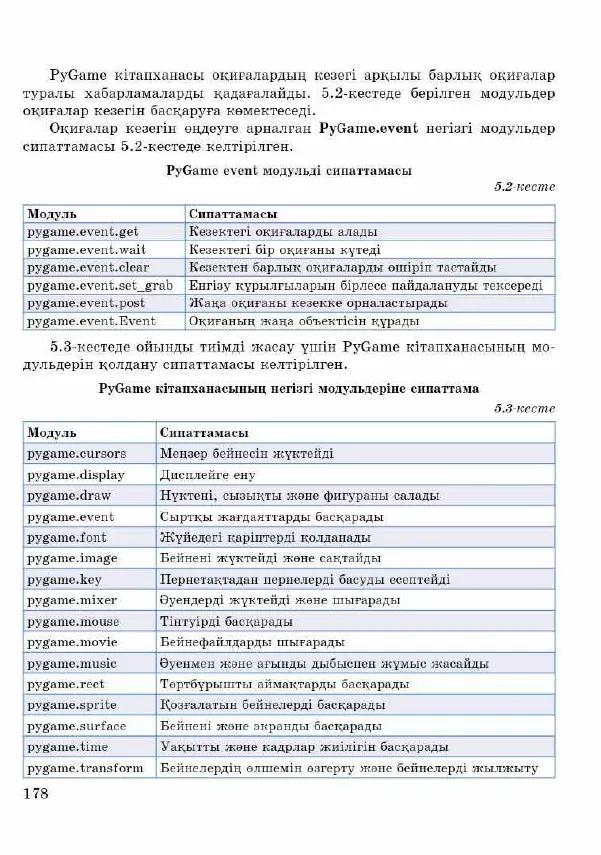 PyGame кітапханасы оқиғалардың кезегі арқылы барлық оқиғалар
туралы хабарламаларды қадағалайды. 5.2-кестеде берілген модульдер
оқиғалар кезегін басқаруға көмектеседі.
Оқиғалар кезегін өңдеуге арналған PyGame.event негізгі модульдер
сипаттамасы 5.2-кестеде келтірілген.
PyGame event модульді сипаттамасы
5.2-кесте
Модуль Сипаттамасы
pygame.event.get Кезектегі оқиғаларды алады
pygame.event.wait Кезектегі бір оқиғаны күтеді
pygame.event.clear Кезектен барлық оқиғаларды өшіріп тастайды
pygame.event.set_grab Енгізу құрылғыларын бірлесе пайдалануды тексереді
pygame.event.post Жаңа оқиғаны кезекке орналастырады
pygame.event.Event Оқиғаның жаңа объектісін құрады
5.3-кестеде ойынды тиімді жасау үшін PyGame кітапханасының мо-
дульдерін қолдану сипаттамасы келтірілген.
PyGame кітапханасының негізгі модульдеріне сипаттама
5.3-кесте
Модуль Сипаттамасы
pygame.cursors Меңзер бейнесін жүктейді
pygame.display Дисплейге ену
pygame.draw Нүктені, сызықты және фигураны салады
pygame.event Сыртқы жағдаяттарды басқарады
pygame.font Жүйедегі қаріптерді қолданады
pygame.image Бейнені жүктейді және сақтайды
pygame.key Пернетақтадан пернелерді басуды есептейді
pygame.mixer Әуендерді жүктейді және шығарады
pygame.mouse Тінтуірді басқарады
pygame.movie Бейнефайлдарды шығарады
pygame.music Әуенмен және ағынды дыбыспен жұмыс жасайды
pygame.rect Төртбұрышты аймақтарды басқарады
pygame.sprite Қозғалатын бейнелерді басқарады
pygame.surface Бейнені және экранды басқарады
pygame.time Уақытты және кадрлар жиілігін басқарады
pygame.transform Бейнелердің өлшемін өзгерту және бейнелерді жылжыту
178